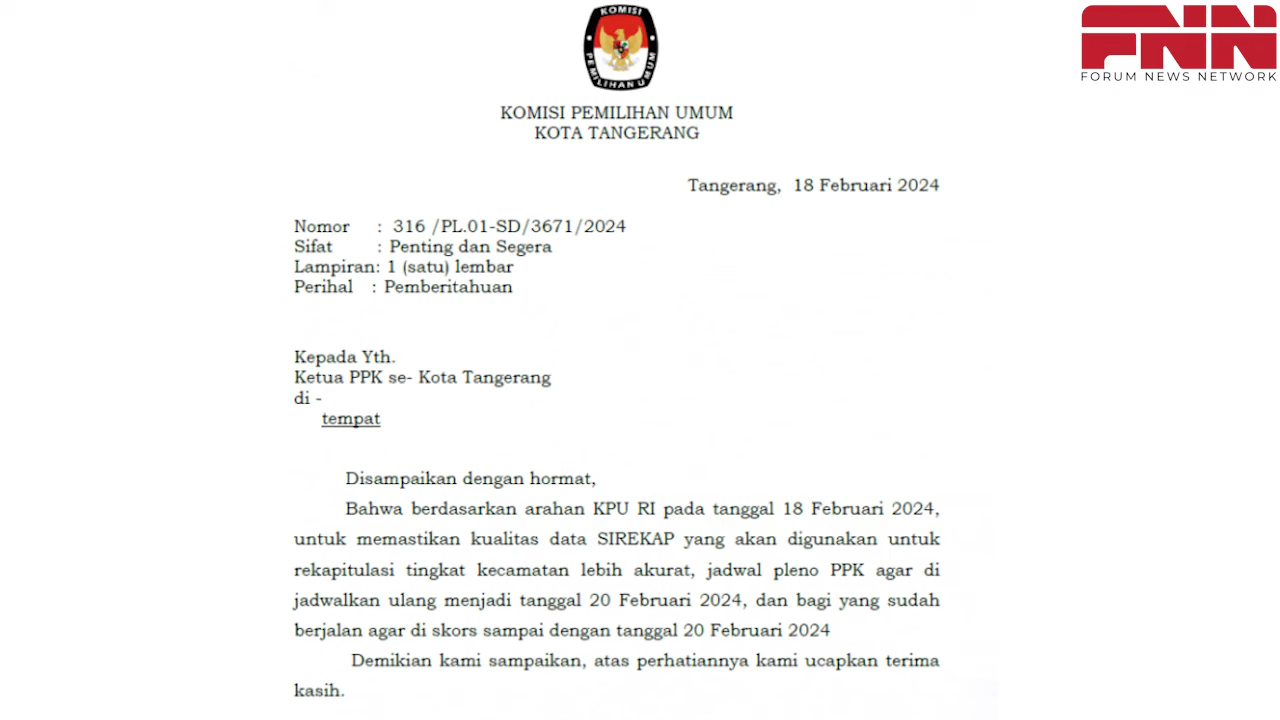 KOMISI
PEMILIHAN UMUM
FNN
FORUM NEWS NETWORK
KOMISI PEMILIHAN UMUM
KOTA TANGERANG
Tangerang, 18 Februari 2024
Nomor : 316 /PL.01-SD/3671/2024
Sifat : Penting dan Segera
Lampiran: 1 (satu) lembar
Perihal : Pemberitahuan
Kepada Yth.
Ketua PPK se- Kota Tangerang
di -
tempat
Disampaikan dengan hormat,
Bahwa berdasarkan arahan KPU RI pada tanggal 18 Februari 2024,
untuk memastikan kualitas data SIREKAP yang akan digunakan untuk
rekapitulasi tingkat kecamatan lebih akurat, jadwal pleno PPK agar di
jadwalkan ulang menjadi tanggal 20 Februari 2024, dan bagi yang sudah
berjalan agar di skors sampai dengan tanggal 20 Februari 2024
Demikian kami sampaikan, atas perhatiannya kami ucapkan terima
kasih.